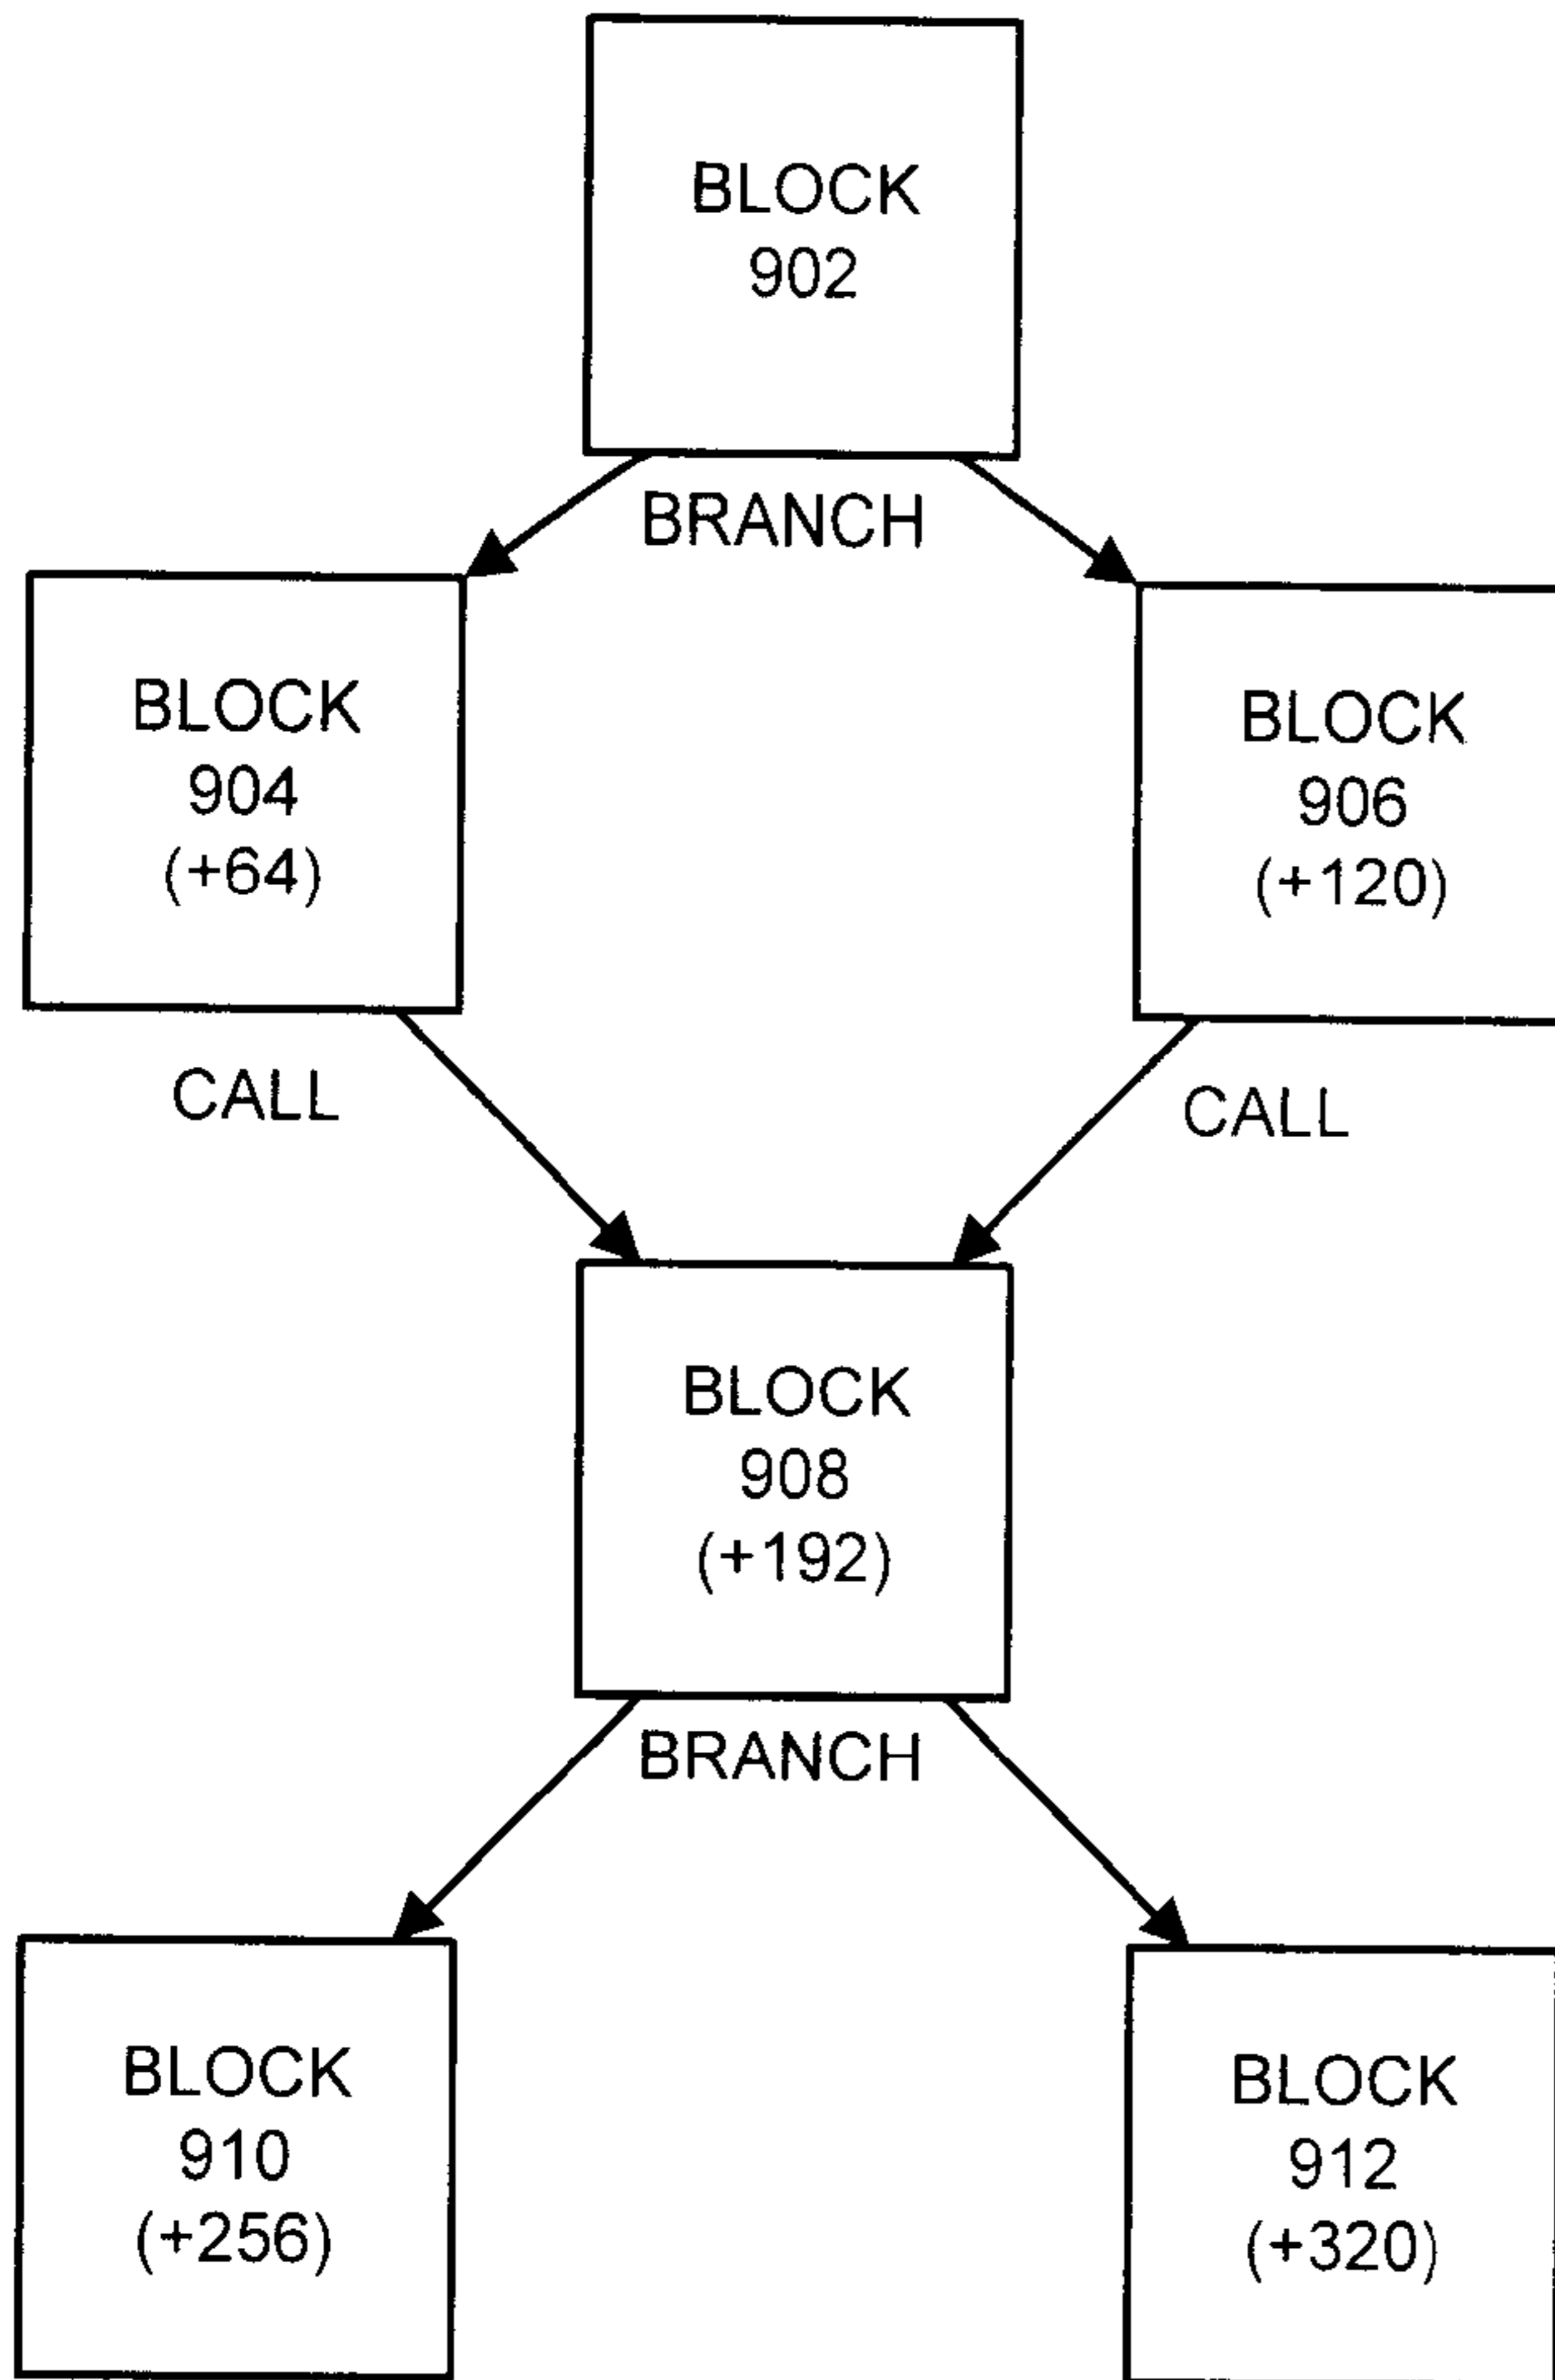 BLOCK
902
BRANCH
BLOCK
904
(+64)
BLOCK
906
(+120)
CALL
CALL
BLOCK
908
(+192)
BRANCH
BLOCK
910
(+256)
BLOCK
912
(+320)